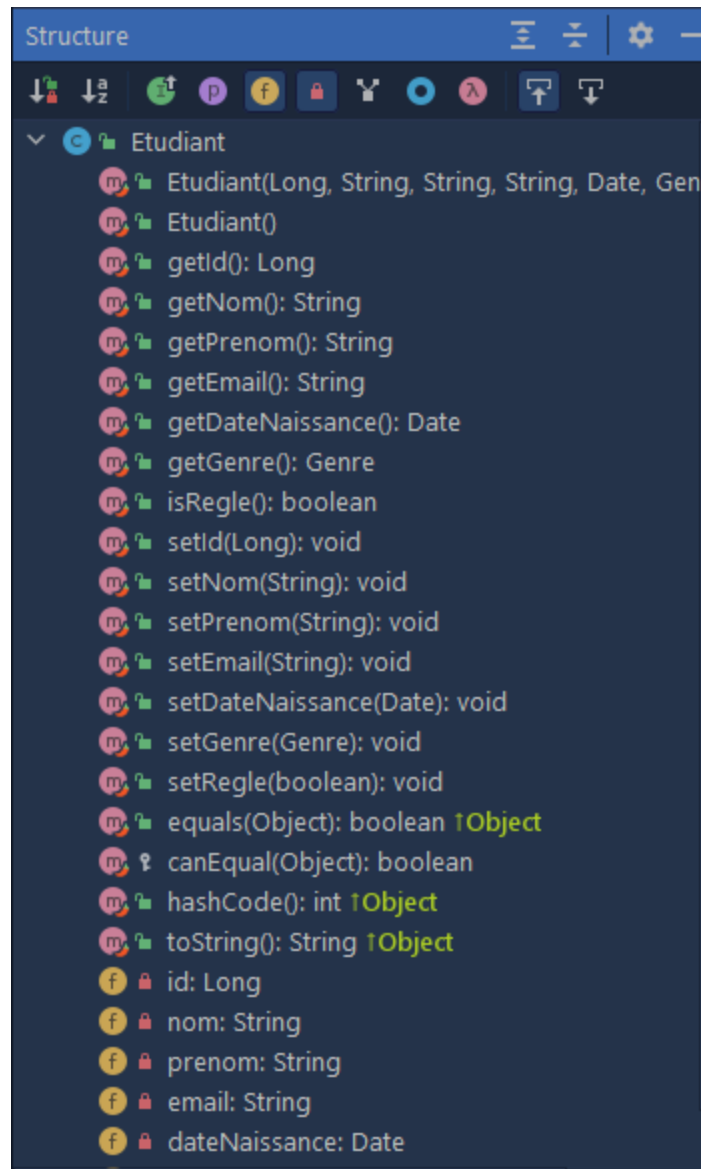 Structure
Etudiant
Etudiant(Long, String, String, String, Date, Gen
Etudiant()
getId(): Long
getNom(): String
getPrenom(): String
getEmail(): String
getDateNaissance(): Date
getGenre(): Genre
isRegle(): boolean
setId(Long): void
setNom(String): void
setPrenom(String): void
setEmail(String): void
setDateNaissance(Date): void
setGenre(Genre): void
setRegle(boolean): void
equals(Object): boolean ↑Object
canEqual(Object): boolean
hashCode(): int ↑Object
toString(): String ↑Object
id: Long
nom: String
prenom: String
email: String
dateNaissance: Date